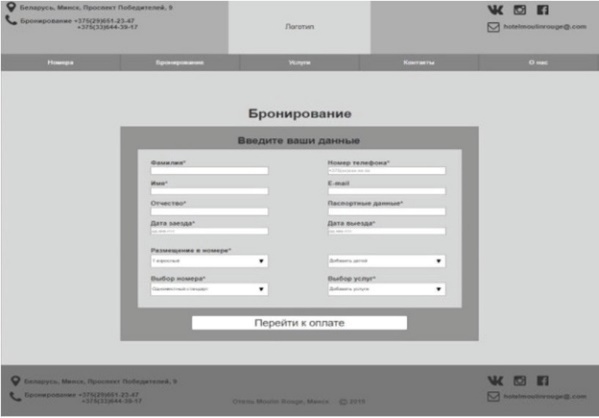 Беларусь, Минск, Проспект Победителей, 9
Бронирование +375(29)651-23-47
+375(33)644-39-17
Логотип
hotelmoulinrouge@.com
Номера Бронирование Услуги Контакты О нас
Бронирование
Введите ваши данные
Фамилия* Номер телефона*
Имя* E-mail
Отчество* Паспортные данные*
Дата заезда* Дата выезда*
Размещение в номере*
1 взрослый Добавить детей
Выбор номера* Выбор услуг*
Одноместный стандарт Добавить услуги
Перейти к оплате
Беларусь, Минск, Проспект Победителей, 9
Бронирование +375(29)651-23-47
+375(33)644-39-17
Отель Moulin Rouge, Минск © 2019
hotelmoulinrouge@.com